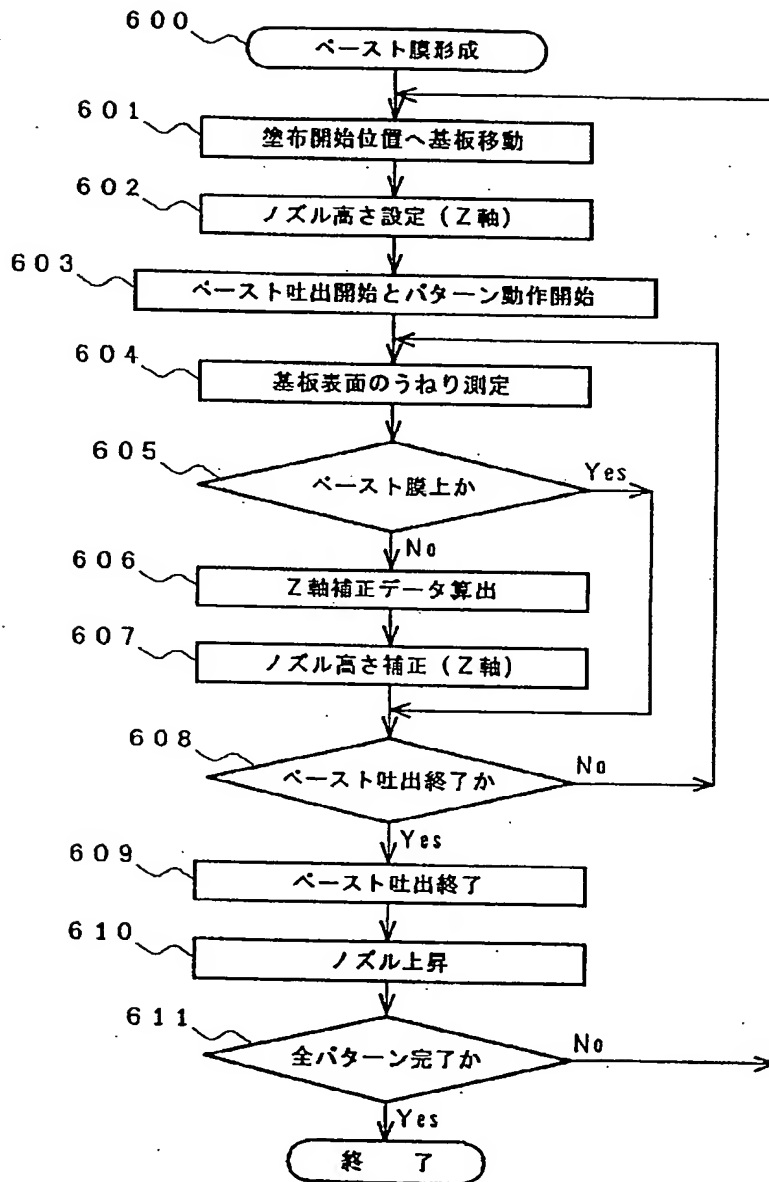 600
ペースト膜形成
601
塗布開始位置へ基板移動
602
ノズル高さ設定(Z軸)
603
ペースト吐出開始とパターン動作開始
604
基板表面のうねり測定
605
ペースト膜上か
Yes
No
606
Z軸補正データ算出
607
ノズル高さ補正(Z軸)
608
ペースト吐出終了か
No
Yes
609
ペースト吐出終了
610
ノズル上昇
611
全パターン完了か
No
Yes
終 了